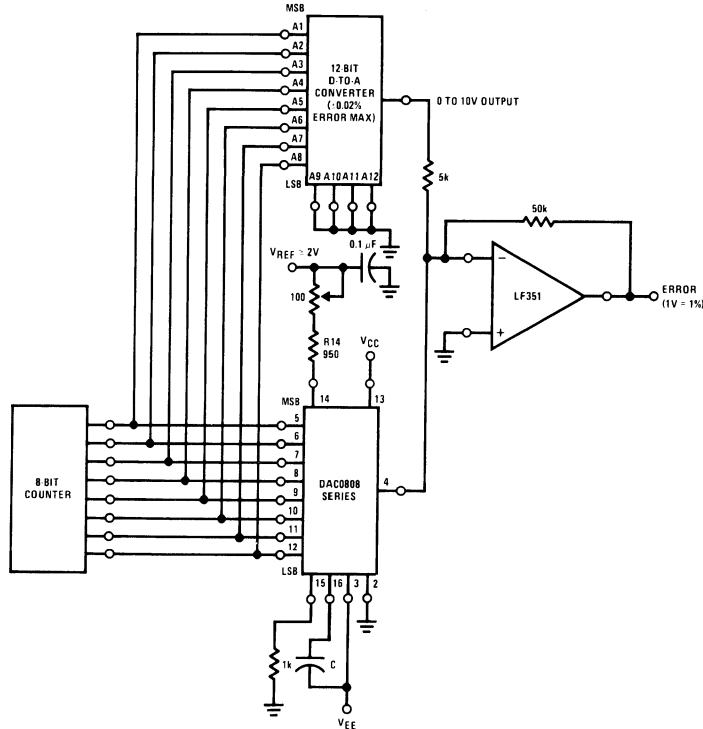 MSB
A1
A2
A3
A4
A5
A6
A7
A8
12-BIT
D-TO-A
CONVERTER
(±0.02%
ERROR MAX)
A9 A10 A11 A12
LSB
0 TO 10V OUTPUT
5k
50k
0.1 µF
VREF = 2V
100
R14
950
VCC
LF351
−
+
ERROR
(1V = 1%)
MSB
14
13
8-BIT
COUNTER
5
6
7
8
9
10
11
12
DAC0808
SERIES
4
LSB
15
16
3
2
1k
C
VEE